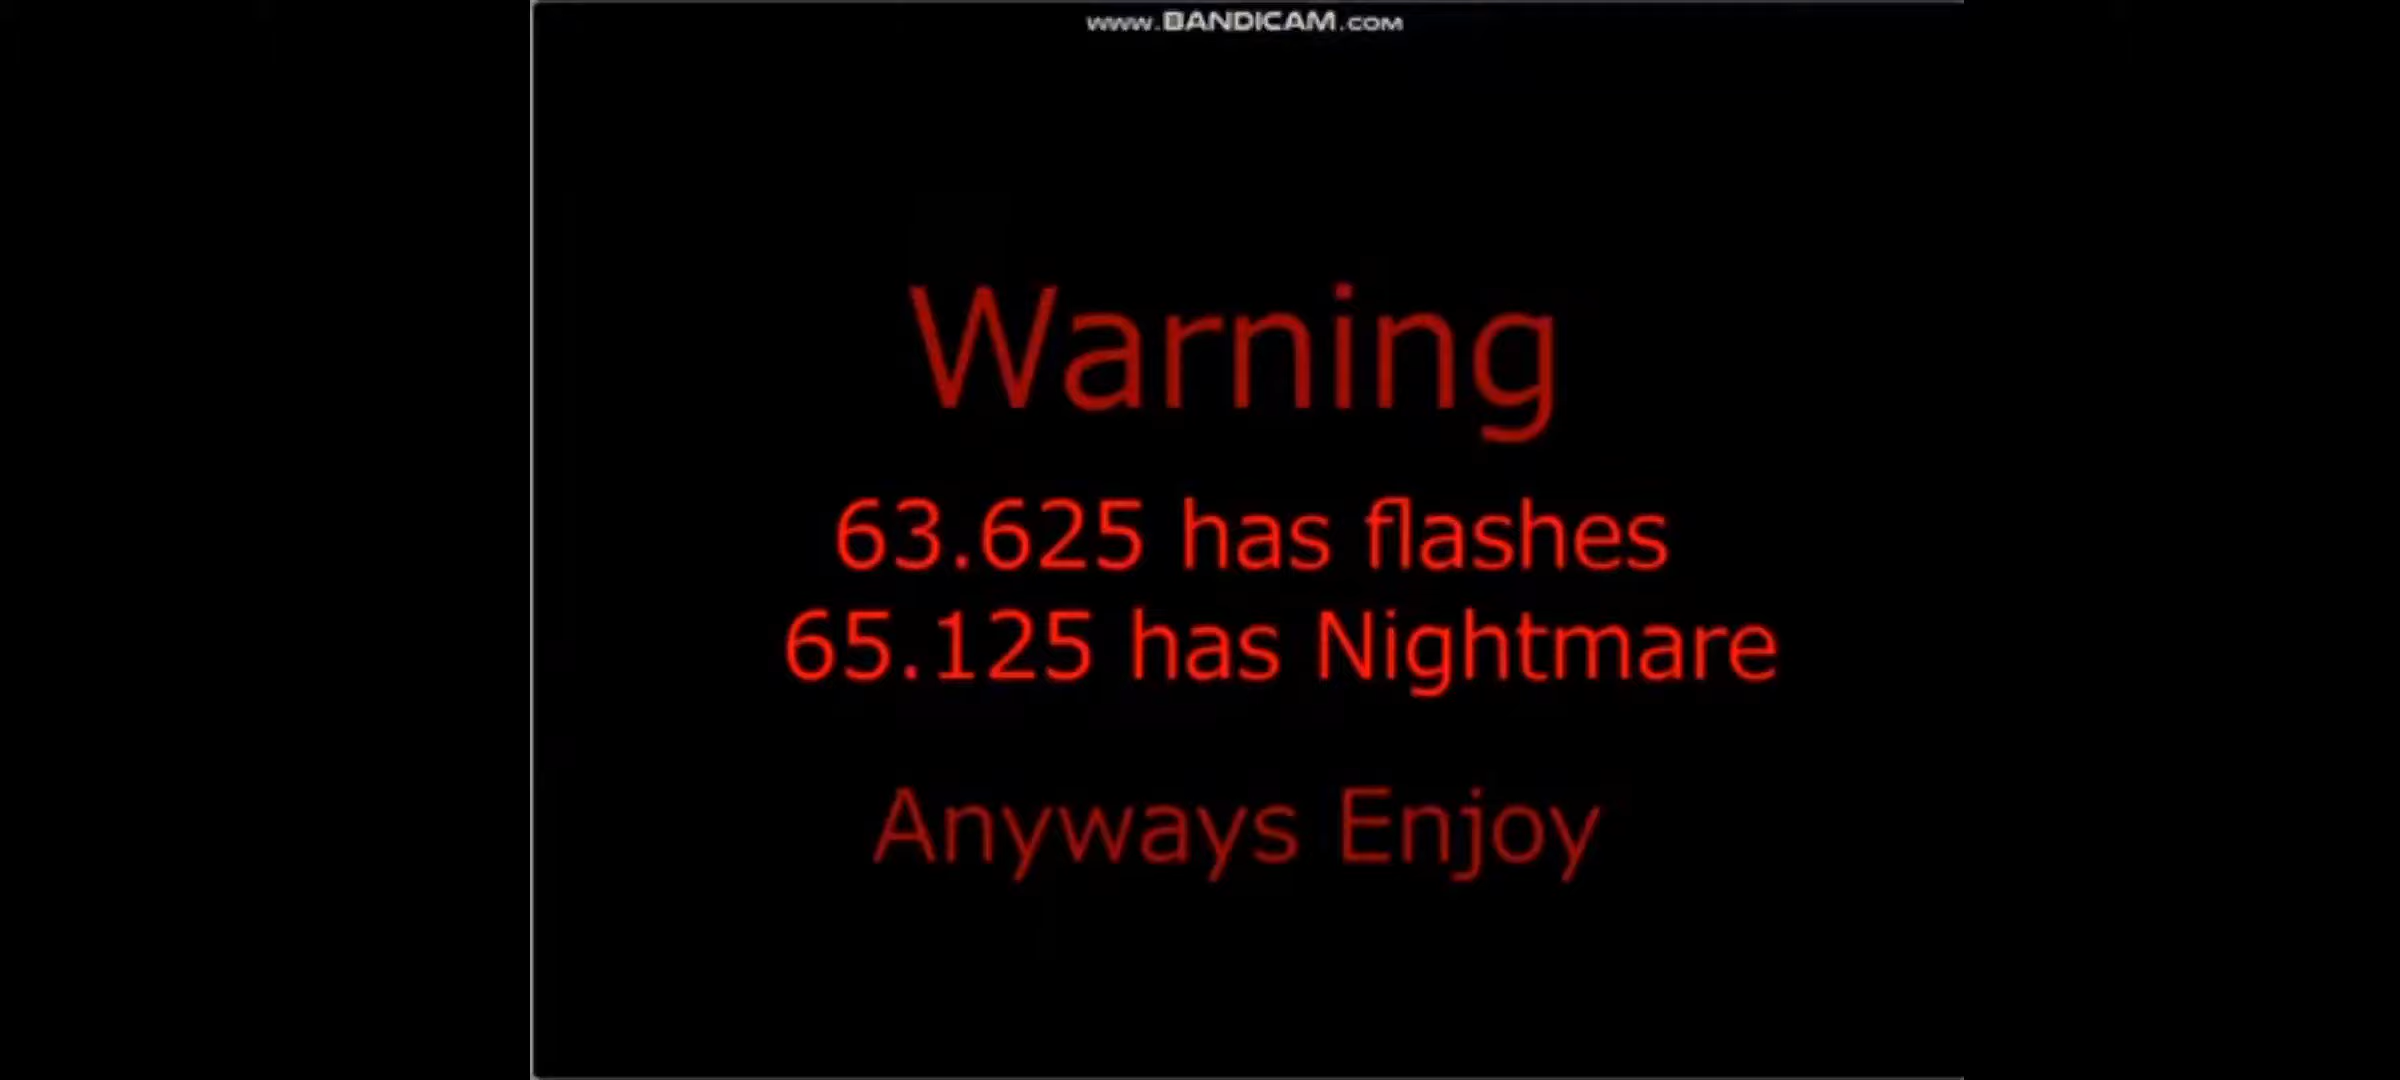 www.BANDICAM.com
Warning
63.625 has flashes
65.125 has Nightmare
Anyways Enjoy